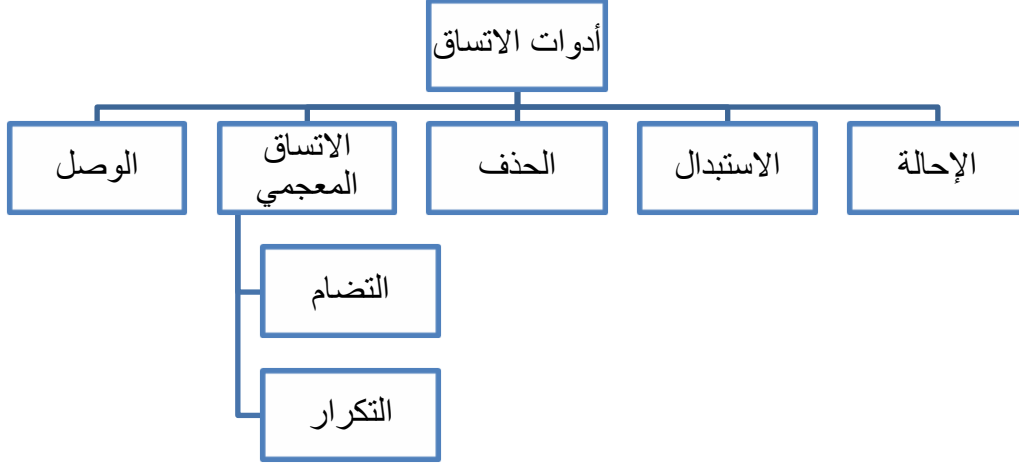 أدوات الاتساق
الإحالة
الاستبدال
الحذف
الاتساق
المعجمي
الوصل
التضام
التكرار